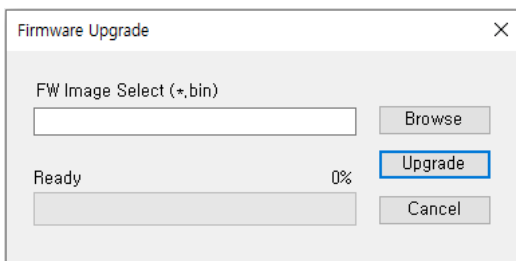 Firmware Upgrade
FW Image Select (*.bin)
Browse
Upgrade
Ready 0%
Cancel